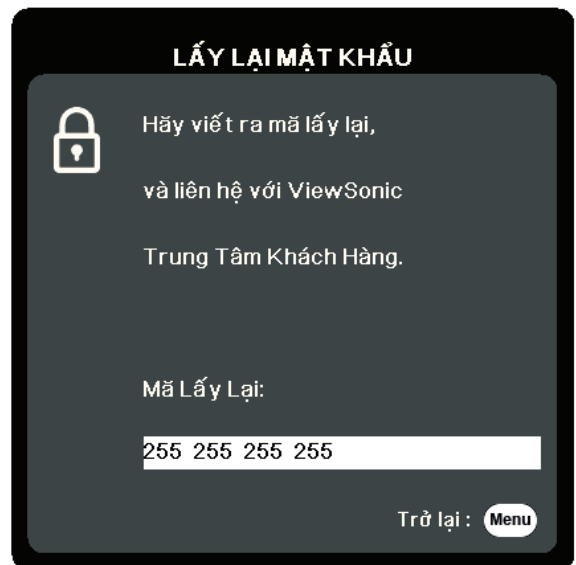 LẤY LẠI MẬT KHẨU
Hãy viết ra mã lấy lại,
và liên hệ với ViewSonic
Trung Tâm Khách Hàng.
Mã Lấy Lại:
255 255 255 255
Trở lại : Menu